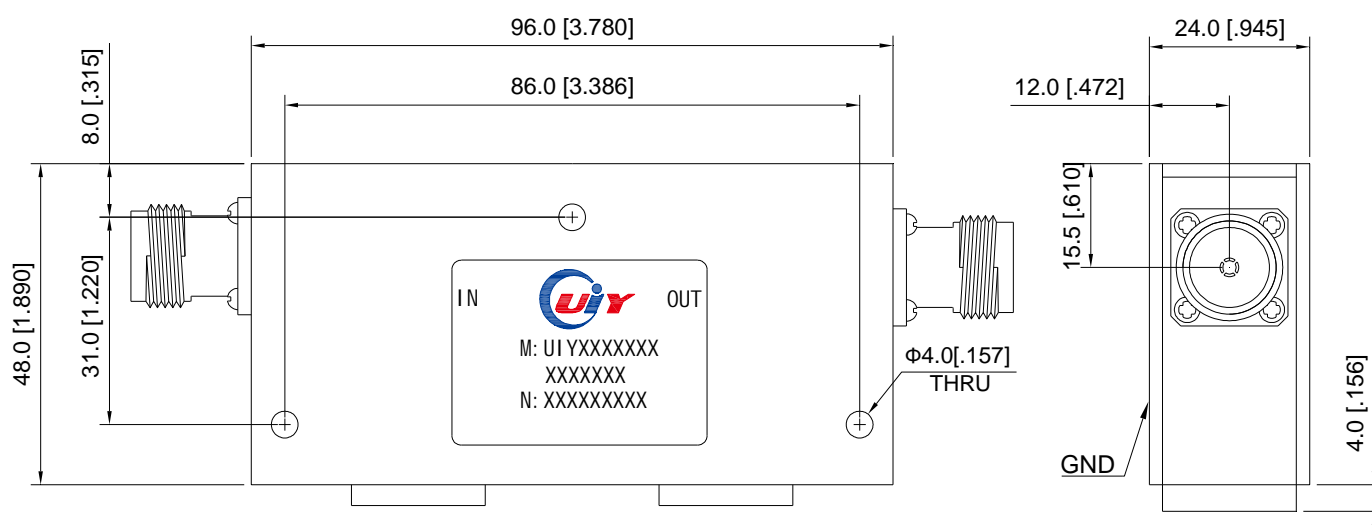 96.0 [3.780]
24.0 [.945]
86.0 [3.386]
12.0 [.472]
8.0 [.315]
15.5 [.610]
48.0 [1.890]
31.0 [1.220]
IN
UiY
OUT
M: UIYXXXXXXX
XXXXXXX
N: XXXXXXXXX
Φ4.0[.157]
THRU
4.0 [.156]
GND